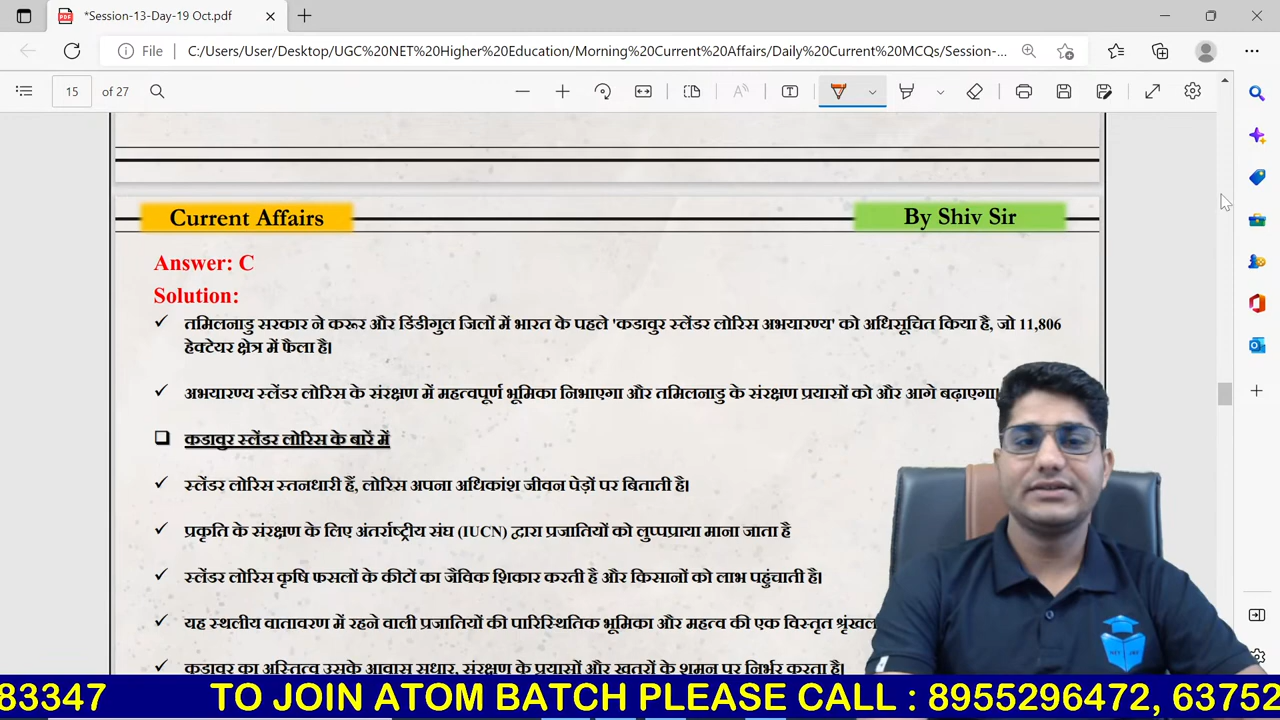 *Session-13-Day-19 Oct.pdf
File C:/Users/User/Desktop/UGC%20NET%20Higher%20Education/Morning%20Current%20Affairs/Daily%20Current%20MCQs/Session-...
15 of 27
Current Affairs
By Shiv Sir
Answer: C
Solution:
तमिलनाडु सरकार ने करूर और डिंडीगुल जिलों में भारत के पहले 'कडावुर स्लेंडर लोरिस अभयारण्य' को अधिसूचित किया है, जो 11,806
हेक्टेयर क्षेत्र में फैला है।
अभयारण्य स्लेंडर लोरिस के संरक्षण में महत्वपूर्ण भूमिका निभाएगा और तमिलनाडु के संरक्षण प्रयासों को और आगे बढ़ाएगा।
कडावुर स्लेंडर लोरिस के बारें में
स्लेंडर लोरिस स्तनधारी हैं, लोरिस अपना अधिकांश जीवन पेड़ों पर बिताती है।
प्रकृति के संरक्षण के लिए अंतर्राष्ट्रीय संघ (IUCN) द्वारा प्रजातियों को लुप्पप्राया माना जाता है
स्लेंडर लोरिस कृषि फसलों के कीटों का जैविक शिकार करती है और किसानों को लाभ पहुंचाती है।
यह स्थलीय वातावरण में रहने वाली प्रजातियों की पारिस्थितिक भूमिका और महत्व की एक विस्तृत
कडावुर का अस्तित्व उसके आवास सुधार, संरक्षण के प्रयासों और खतरों के शमन पर निर्भर करता है।
83347 TO JOIN ATOM BATCH PLEASE CALL : 8955296472, 63752